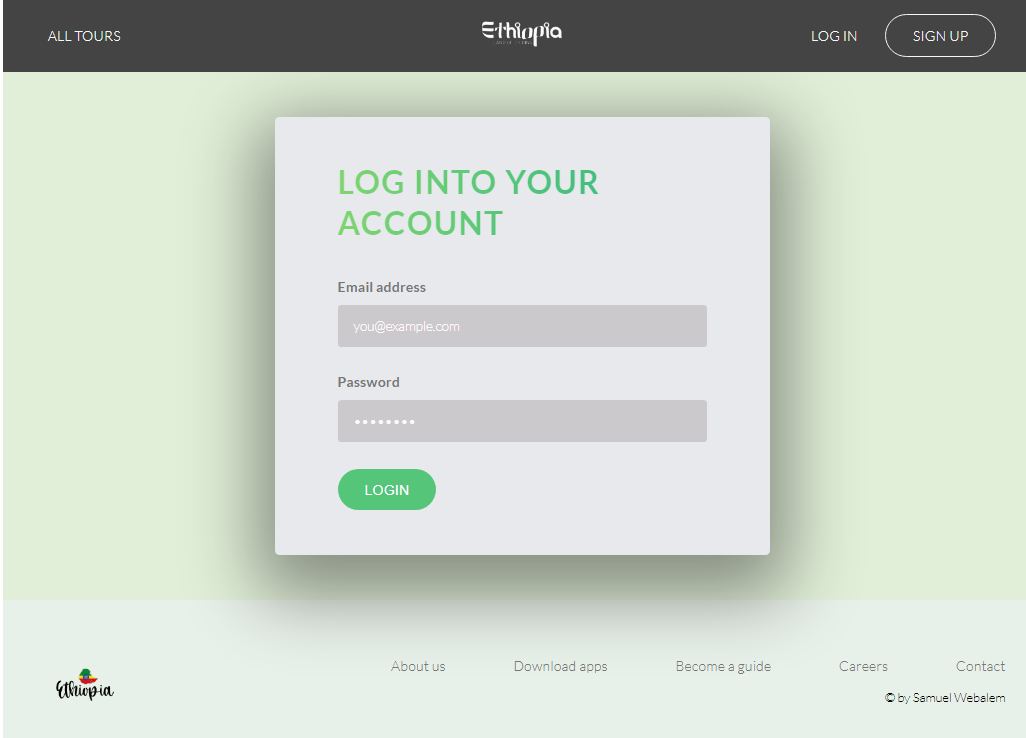 ALL TOURS
Ethiopia
LOG IN
SIGN UP
LOG INTO YOUR
ACCOUNT
Email address
you@example.com
Password
••••••••
LOGIN
Ethiopia
About us
Download apps
Become a guide
Careers
Contact
© by Samuel Webalem